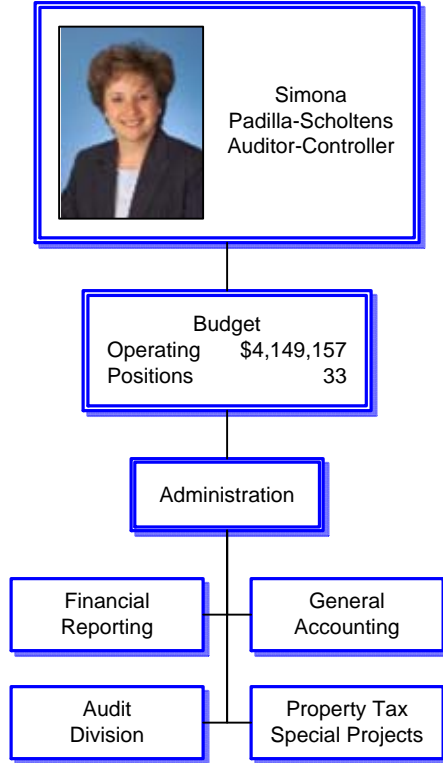 Simona
Padilla-Scholtens
Auditor-Controller
Budget
Operating $4,149,157
Positions 33
Administration
Financial
Reporting
General
Accounting
Audit
Division
Property Tax
Special Projects